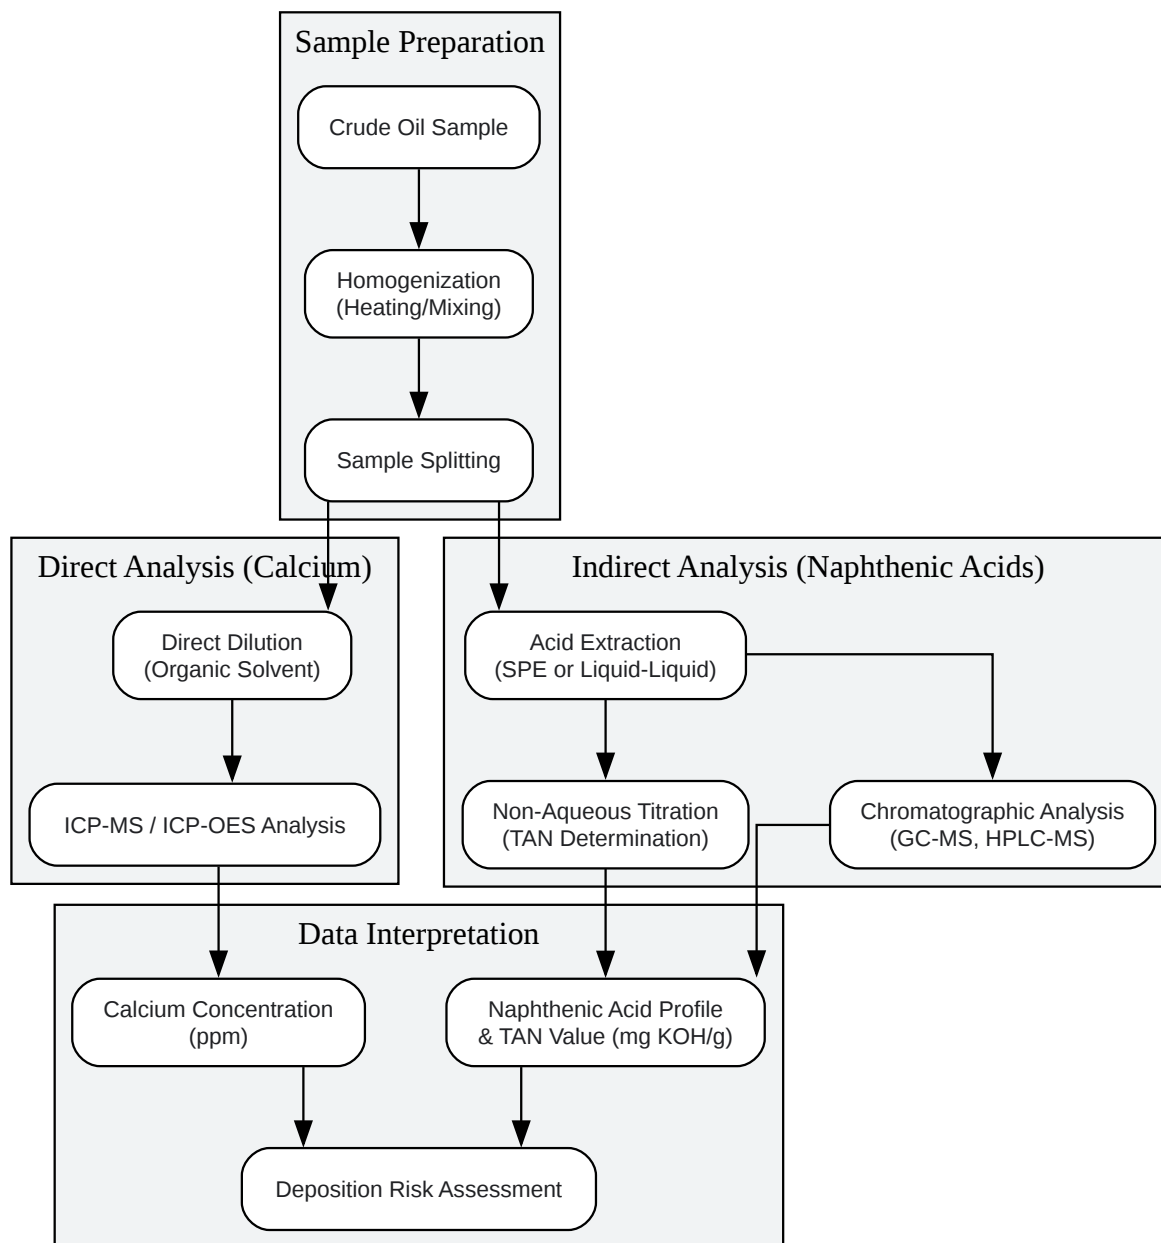 Sample Preparation
Crude Oil Sample
Homogenization
(Heating/Mixing)
Sample Splitting
Direct Analysis (Calcium)
Direct Dilution
(Organic Solvent)
ICP-MS / ICP-OES Analysis
Indirect Analysis (Naphthenic Acids)
Acid Extraction
(SPE or Liquid-Liquid)
Non-Aqueous Titration
(TAN Determination)
Chromatographic Analysis
(GC-MS, HPLC-MS)
Data Interpretation
Calcium Concentration
(ppm)
Naphthenic Acid Profile
& TAN Value (mg KOH/g)
Deposition Risk Assessment